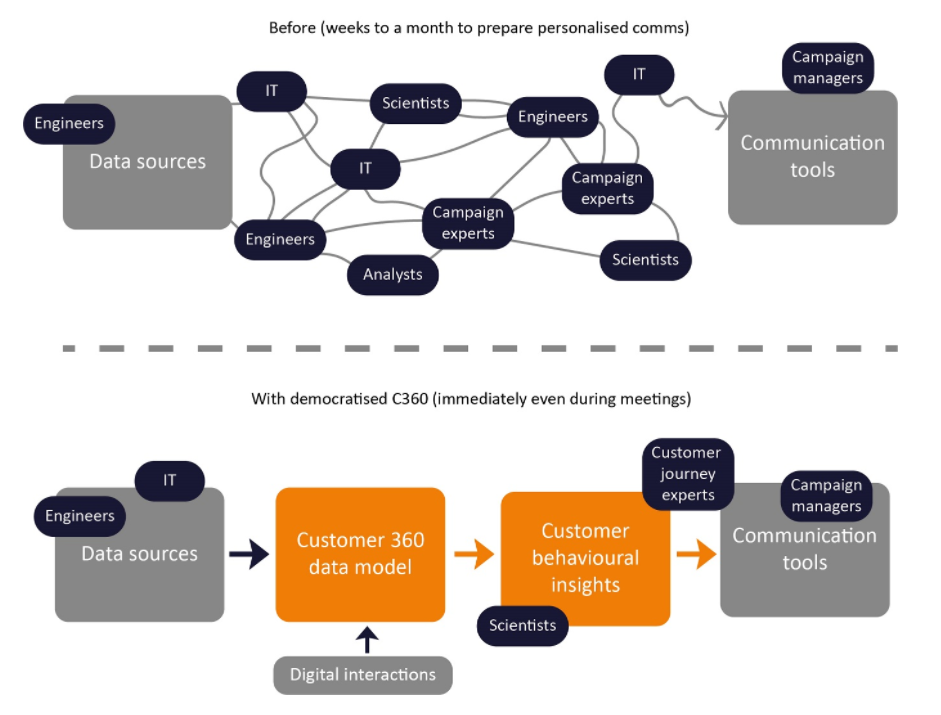 Before (weeks to a month to prepare personalised comms)
Campaign
managers
IT
IT
Scientists
Engineers
Engineers
Data sources
Communication
tools
IT
Campaign
experts
Campaign
experts
Engineers
Scientists
Analysts
With democratised C360 (immediately even during meetings)
Customer
journey
experts
IT
Campaign
managers
Engineers
Data sources
Customer 360
data model
Customer
behavioural
insights
Communication
tools
Scientists
Digital interactions